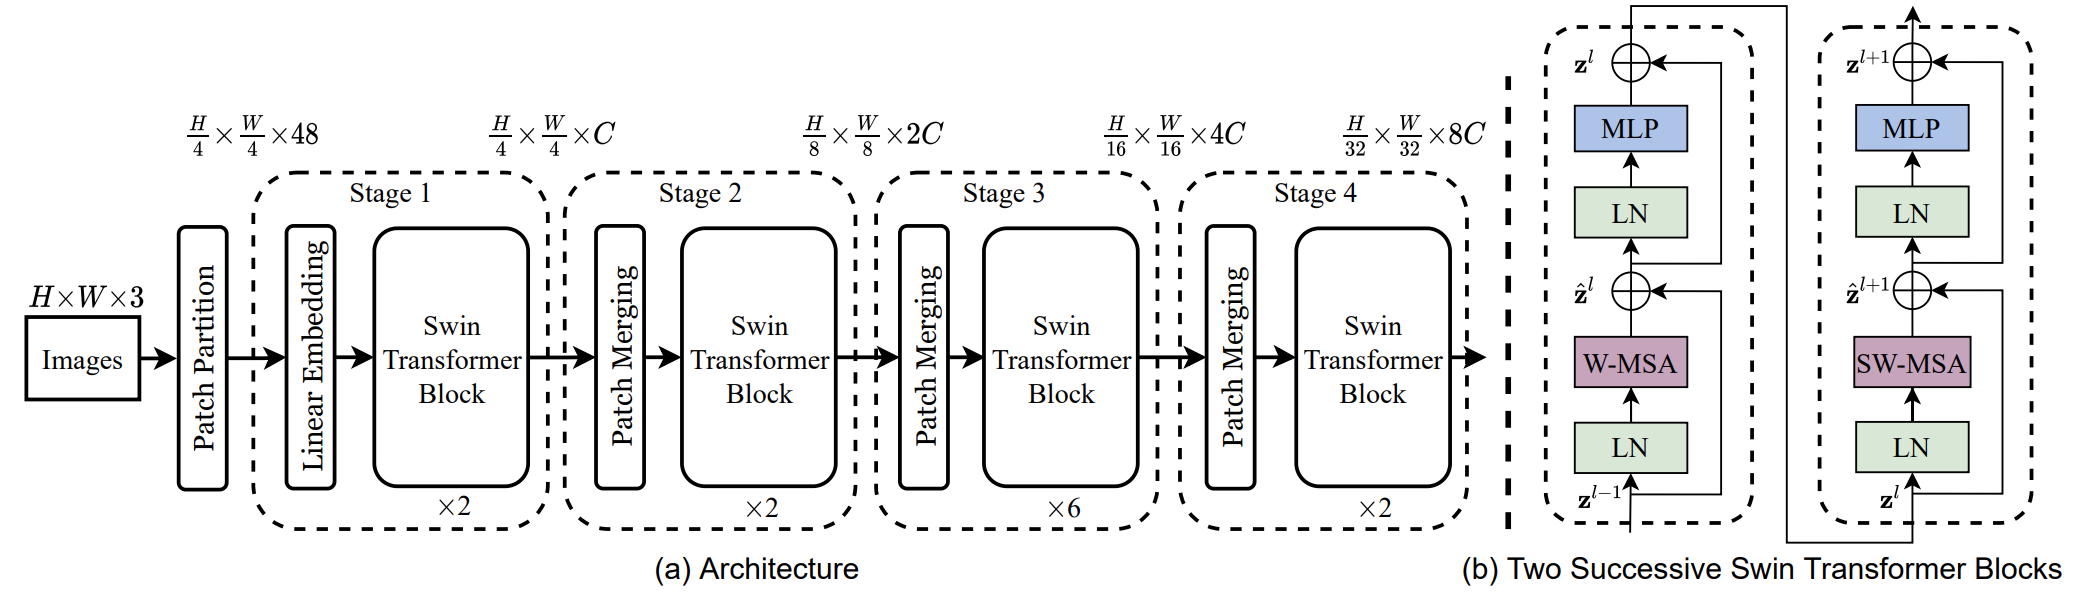 H/4 × W/4 ×48
H/4 × W/4 ×C
H/8 × W/8 ×2C
H/16 × W/16 ×4C
H/32 × W/32 ×8C
H×W×3
Images
Patch Partition
Stage 1
Linear Embedding
Swin
Transformer
Block
×2
Stage 2
Patch Merging
Swin
Transformer
Block
×2
Stage 3
Patch Merging
Swin
Transformer
Block
×6
Stage 4
Patch Merging
Swin
Transformer
Block
×2
(a) Architecture
z^l
MLP
LN
ẑ^l
W-MSA
LN
z^{l−1}
z^{l+1}
MLP
LN
ẑ^{l+1}
SW-MSA
LN
z^l
(b) Two Successive Swin Transformer Blocks